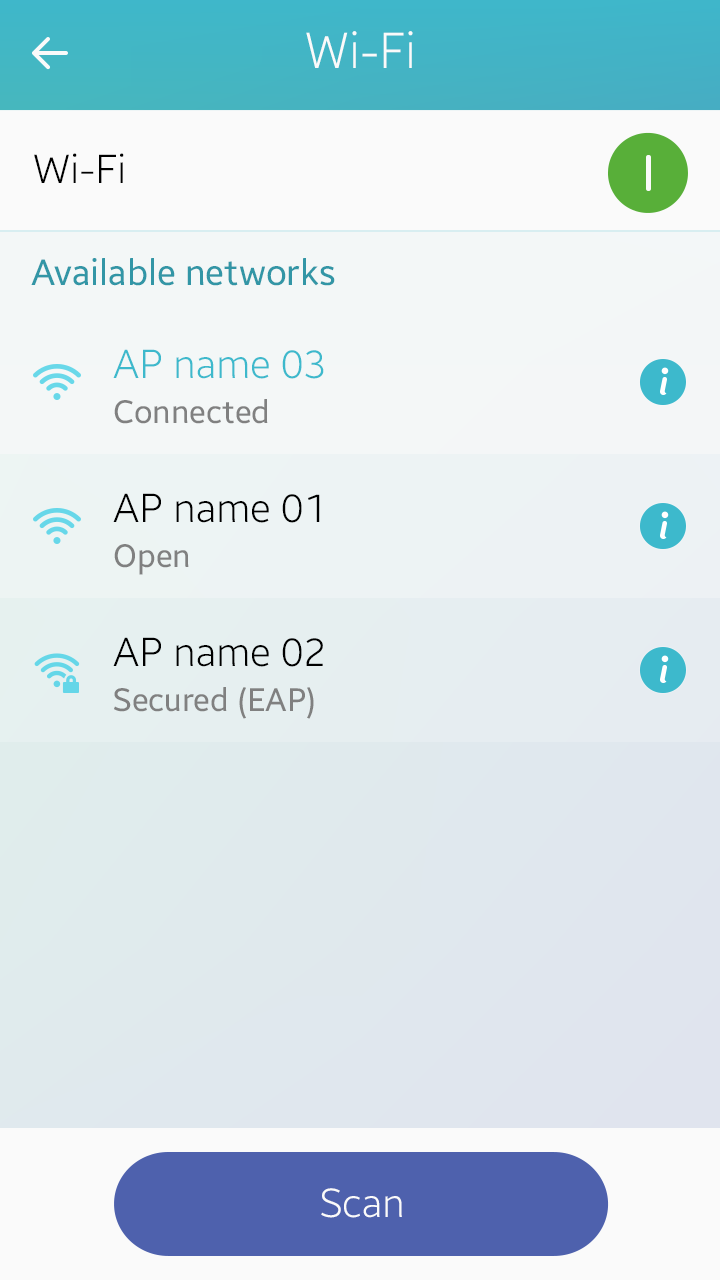 Wi-Fi
Wi-Fi
Available networks
AP name 03
Connected
AP name 01
Open
AP name 02
Secured (EAP)
Scan